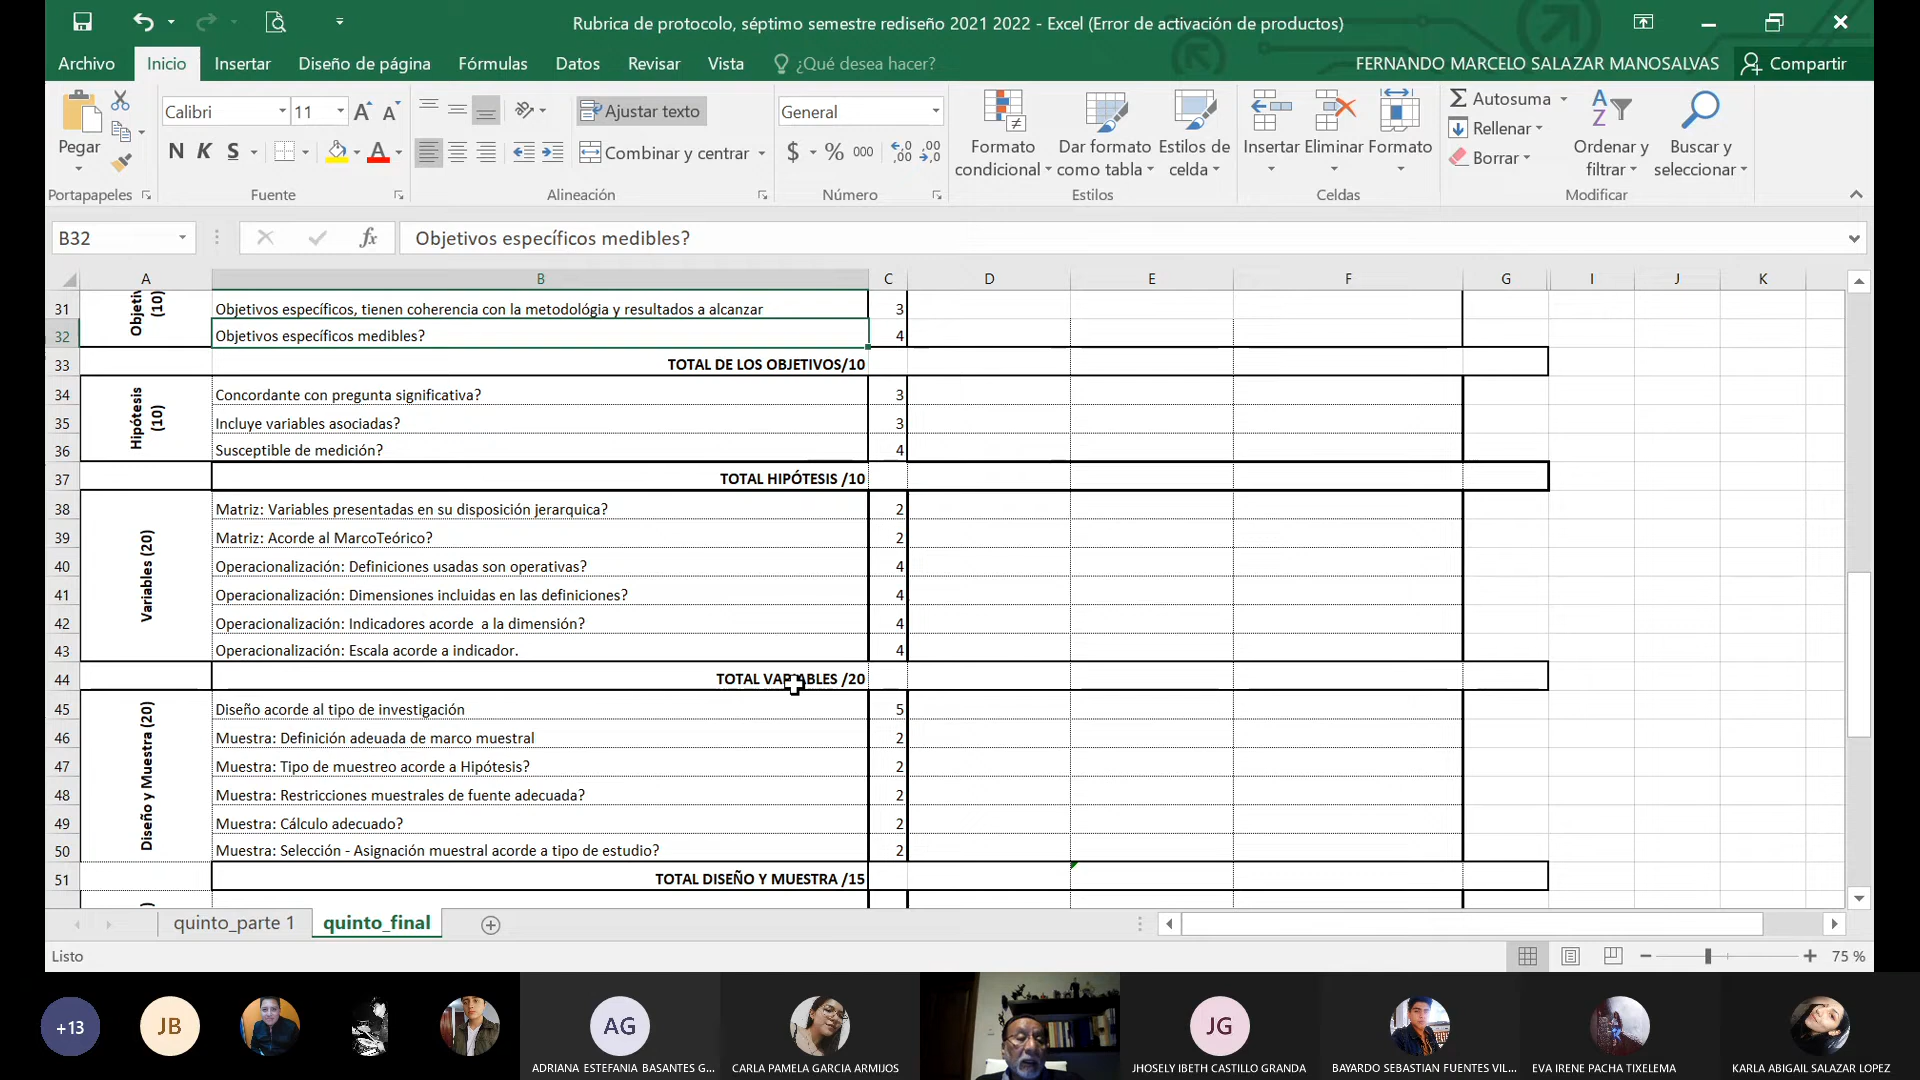 Rubrica de protocolo, séptimo semestre rediseño 2021 2022 - Excel (Error de activación de productos)
Archivo Inicio Insertar Diseño de página Fórmulas Datos Revisar Vista ¿Qué desea hacer? FERNANDO MARCELO SALAZAR MANOSALVAS Compartir
Calibri 11 Ajustar texto General Autosuma
Rellenar
Pegar N K S Combinar y centrar $ % 000 Formato condicional Dar formato como tabla Estilos de celda Insertar Eliminar Formato Borrar Ordenar y filtrar Buscar y seleccionar
Portapapeles Fuente Alineación Número Estilos Celdas Modificar
B32 fx Objetivos específicos medibles?
A B C D E F G I J K
31 Objetivos específicos, tienen coherencia con la metodológia y resultados a alcanzar 3
(10)
32 Objetivos específicos medibles? 4
33 TOTAL DE LOS OBJETIVOS/10
Hipótesis (10)
34 Concordante con pregunta significativa? 3
35 Incluye variables asociadas? 3
36 Susceptible de medición? 4
37 TOTAL HIPÓTESIS /10
Variables (20)
38 Matriz: Variables presentadas en su disposición jerarquica? 2
39 Matriz: Acorde al MarcoTeórico? 2
40 Operacionalización: Definiciones usadas son operativas? 4
41 Operacionalización: Dimensiones incluidas en las definiciones? 4
42 Operacionalización: Indicadores acorde a la dimensión? 4
43 Operacionalización: Escala acorde a indicador. 4
44 TOTAL VARIABLES /20
Diseño y Muestra (20)
45 Diseño acorde al tipo de investigación 5
46 Muestra: Definición adeuada de marco muestral 2
47 Muestra: Tipo de muestreo acorde a Hipótesis? 2
48 Muestra: Restricciones muestrales de fuente adecuada? 2
49 Muestra: Cálculo adecuado? 2
50 Muestra: Selección - Asignación muestral acorde a tipo de estudio? 2
51 TOTAL DISEÑO Y MUESTRA /15
quinto_parte 1 quinto_final
Listo 75 %
+13 JB AG JG
ADRIANA ESTEFANIA BASANTES G... CARLA PAMELA GARCIA ARMIJOS JHOSELY IBETH CASTILLO GRANDA BAYARDO SEBASTIAN FUENTES VIL... EVA IRENE PACHA TIXELEMA KARLA ABIGAIL SALAZAR LOPEZ